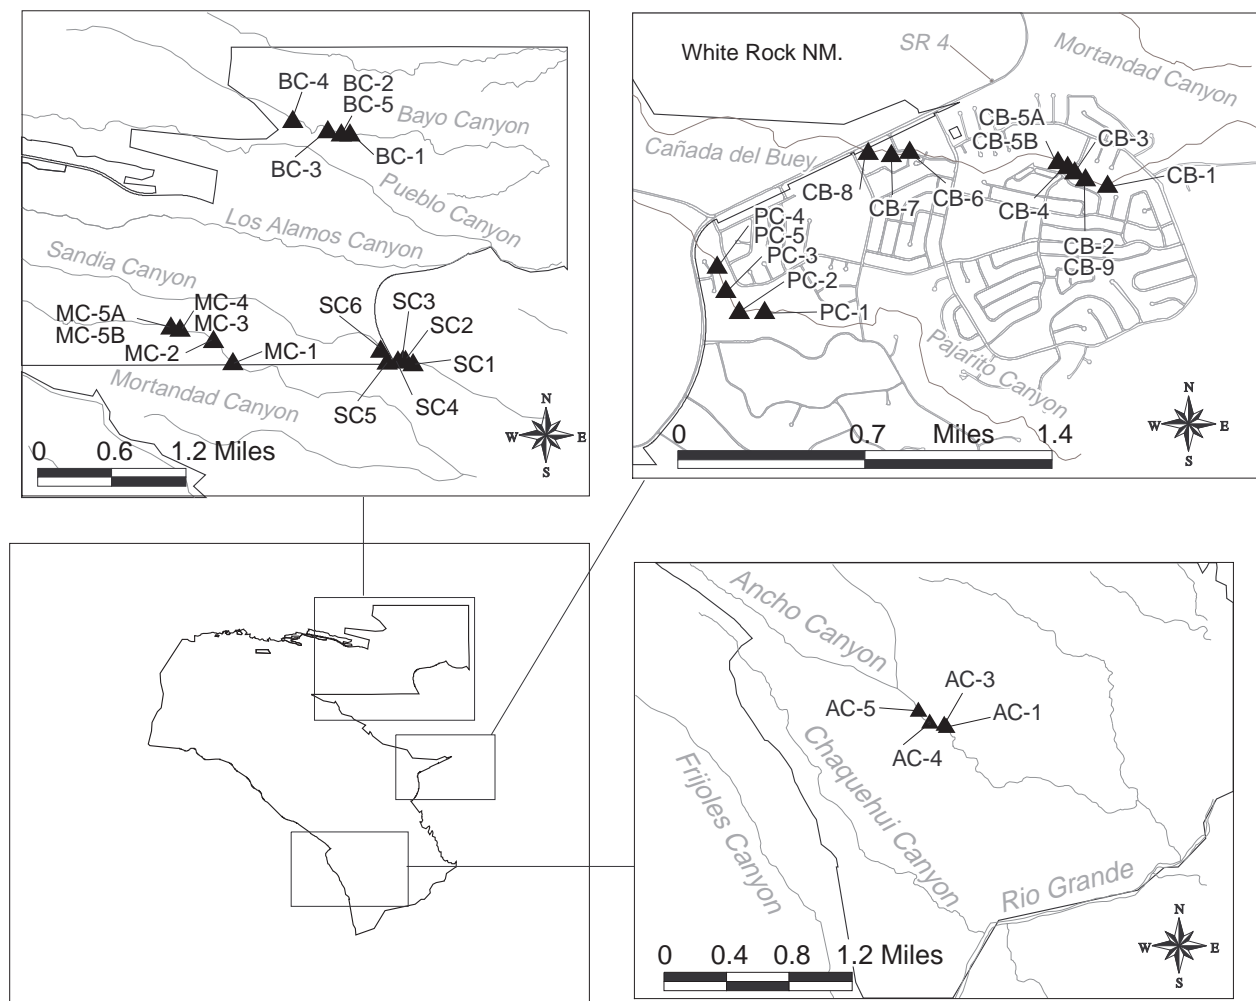 BC-4
BC-2
BC-5
Bayo Canyon
BC-3
BC-1
Pueblo Canyon
Los Alamos Canyon
Sandia Canyon
MC-5A
MC-5B
MC-4
MC-3
MC-2
MC-1
SC6
SC3
SC2
SC1
SC5
SC4
Mortandad Canyon
N
W
E
S
0
0.6
1.2 Miles
White Rock NM.
SR 4
Mortandad Canyon
Cañada del Buey
CB-5A
CB-5B
CB-3
CB-1
CB-8
CB-7
CB-6
CB-4
CB-2
CB-9
PC-4
PC-5
PC-3
PC-2
PC-1
Pajarito Canyon
N
W
E
S
0
0.7
Miles
1.4
Ancho Canyon
AC-3
AC-5
AC-1
AC-4
Chaquehui Canyon
Frijoles Canyon
Rio Grande
N
W
E
S
0
0.4
0.8
1.2 Miles